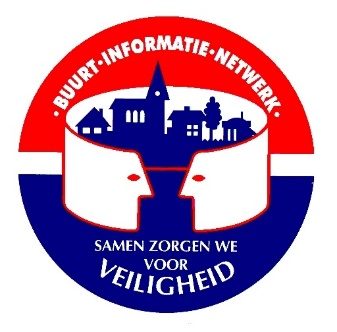 ·BUURT·INFORMATIE·NETWERK·
SAMEN ZORGEN WE
VOOR
VEILIGHEID